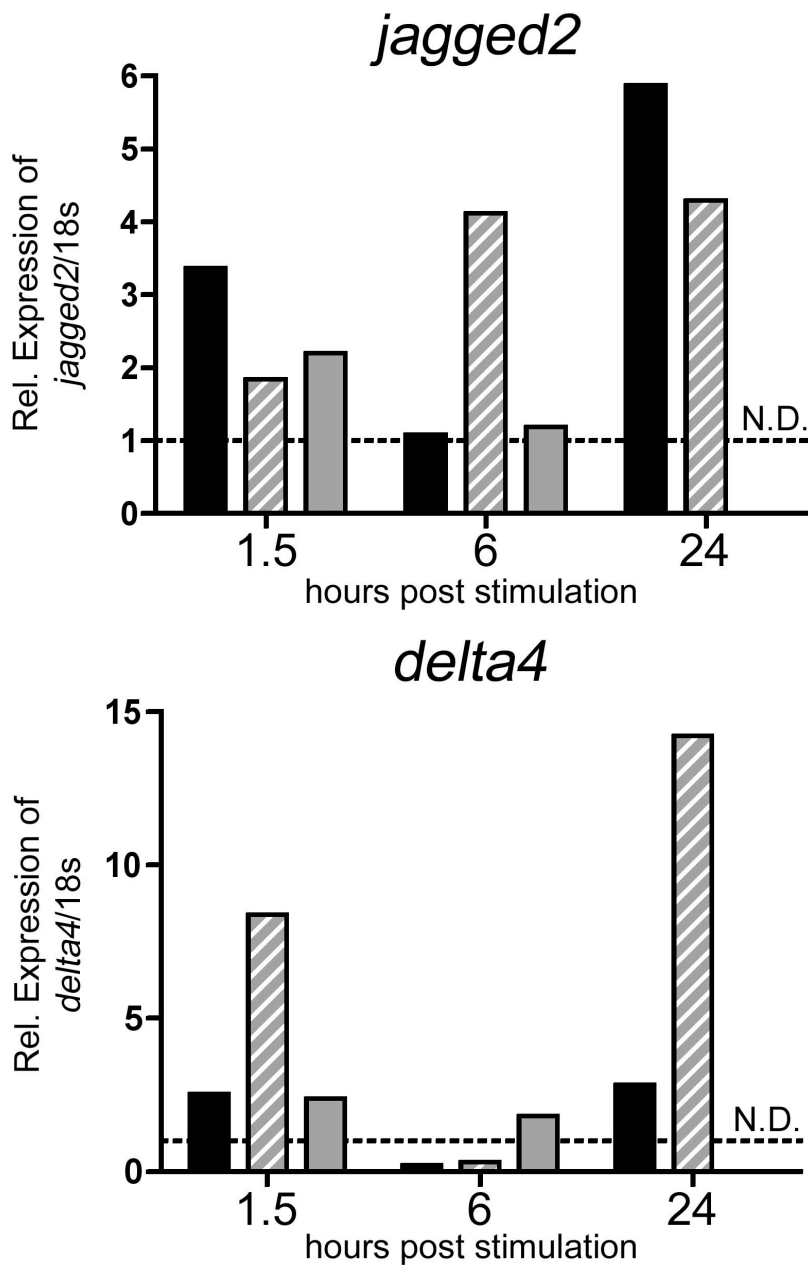 jagged2
Rel. Expression of
jagged2/18s
6
5
4
3
2
1
0
N.D.
1.5 6 24
hours post stimulation
delta4
Rel. Expression of
delta4/18s
15
10
5
0
N.D.
1.5 6 24
hours post stimulation